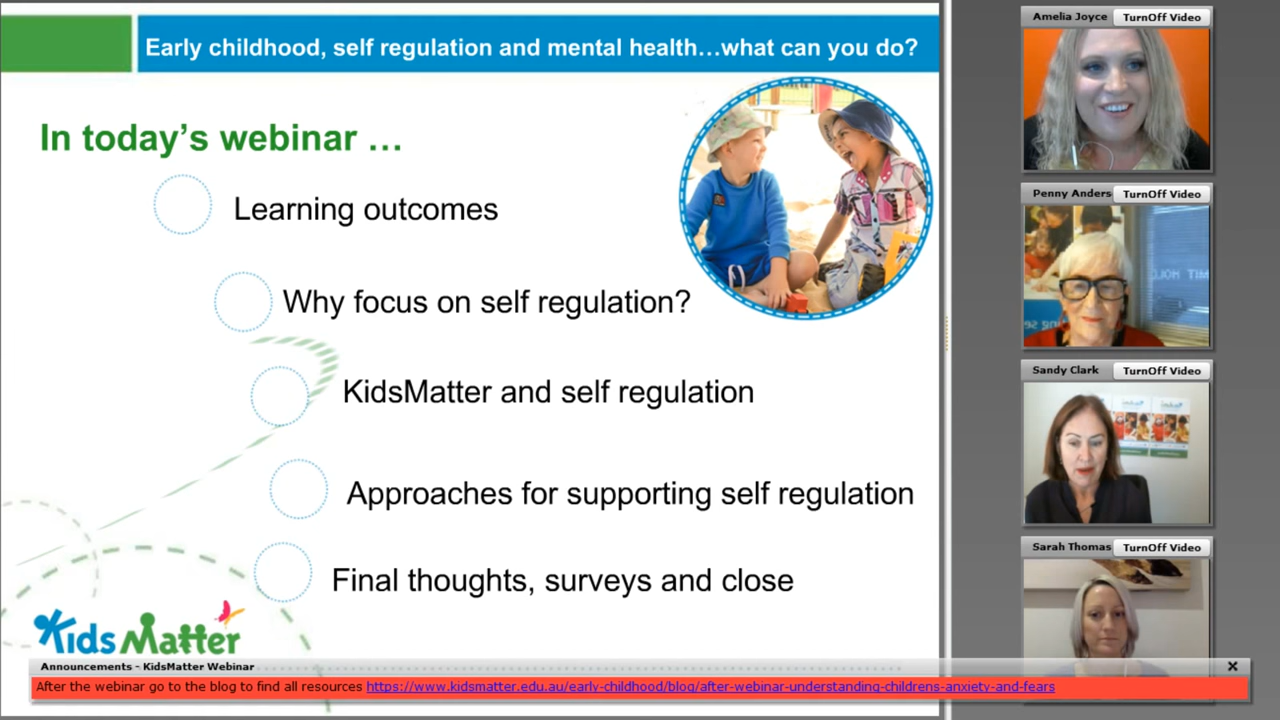 Early childhood, self regulation and mental health…what can you do?
In today’s webinar …
Learning outcomes
Why focus on self regulation?
KidsMatter and self regulation
Approaches for supporting self regulation
Final thoughts, surveys and close
KidsMatter
Amelia Joyce TurnOff Video
Penny Anders TurnOff Video
Sandy Clark TurnOff Video
Sarah Thomas TurnOff Video
Announcements - KidsMatter Webinar
After the webinar go to the blog to find all resources https://www.kidsmatter.edu.au/early-childhood/blog/after-webinar-understanding-childrens-anxiety-and-fears